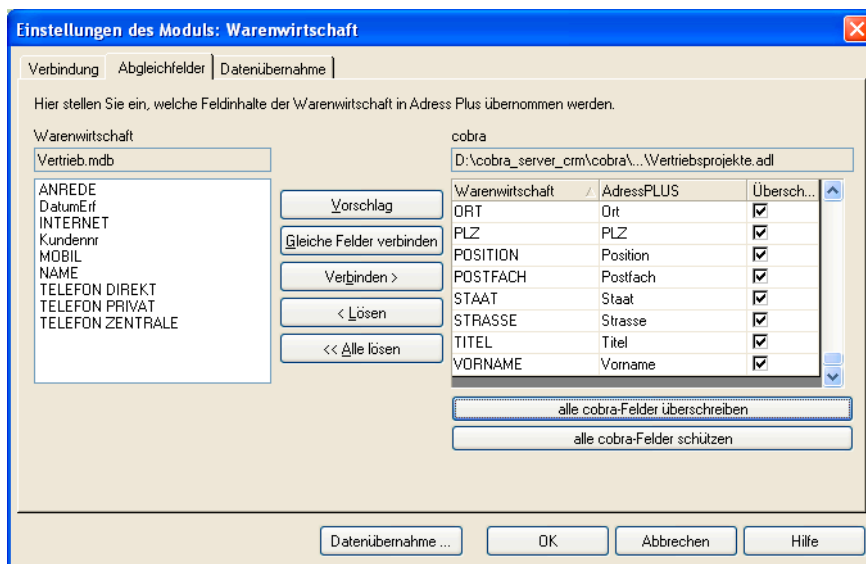 Einstellungen des Moduls: Warenwirtschaft
Verbindung Abgleichfelder Datenübernahme
Hier stellen Sie ein, welche Feldinhalte der Warenwirtschaft in Adress Plus übernommen werden.
Warenwirtschaft
Vertrieb.mdb
ANREDE
DatumErf
INTERNET
Kundennr
MOBIL
NAME
TELEFON DIREKT
TELEFON PRIVAT
TELEFON ZENTRALE
Vorschlag
Gleiche Felder verbinden
Verbinden >
< Lösen
<< Alle lösen
cobra
D:\cobra_server_crm\cobra\...\Vertriebsprojekte.adl
Warenwirtschaft AdressPLUS Übersch...
ORT Ort
PLZ PLZ
POSITION Position
POSTFACH Postfach
STAAT Staat
STRASSE Strasse
TITEL Titel
VORNAME Vorname
alle cobra-Felder überschreiben
alle cobra-Felder schützen
Datenübernahme ... OK Abbrechen Hilfe